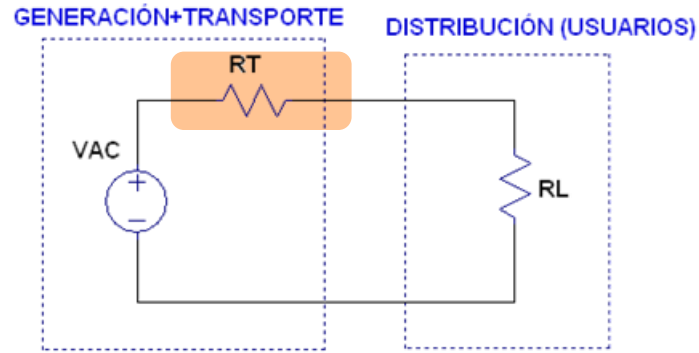 GENERACIÓN+TRANSPORTE
DISTRIBUCIÓN (USUARIOS)
RT
VAC
+
−
RL